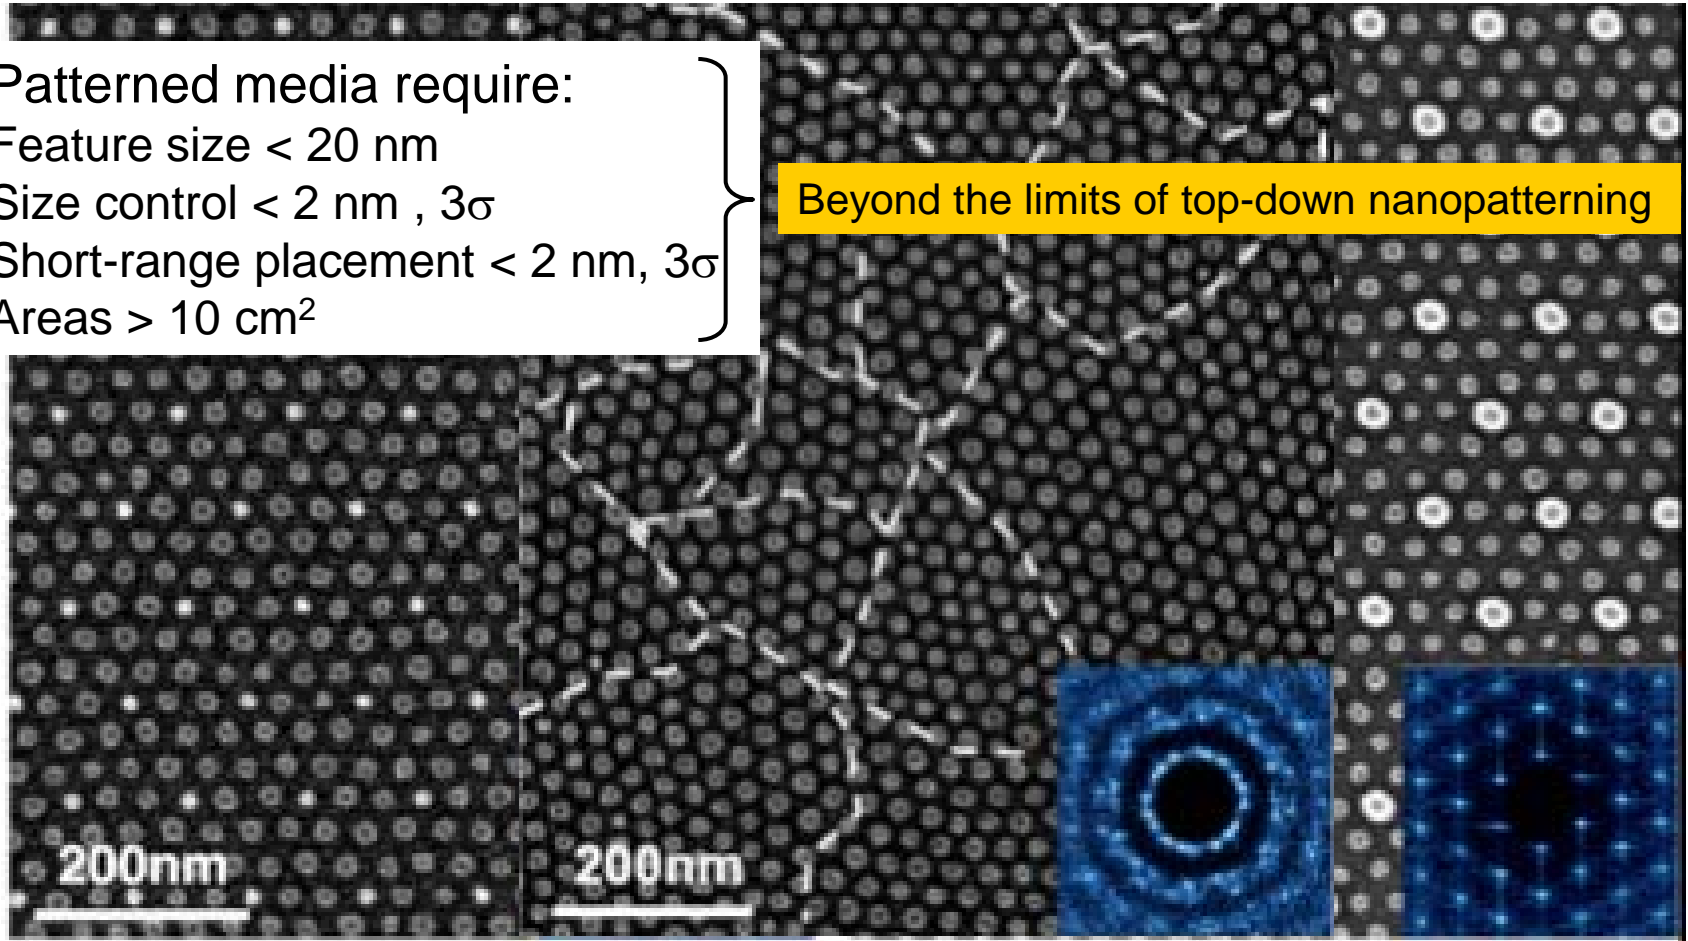 Patterned media require:
Feature size < 20 nm
Size control < 2 nm , 3σ
Short-range placement < 2 nm, 3σ
Areas > 10 cm²
Beyond the limits of top-down nanopatterning
200nm
200nm